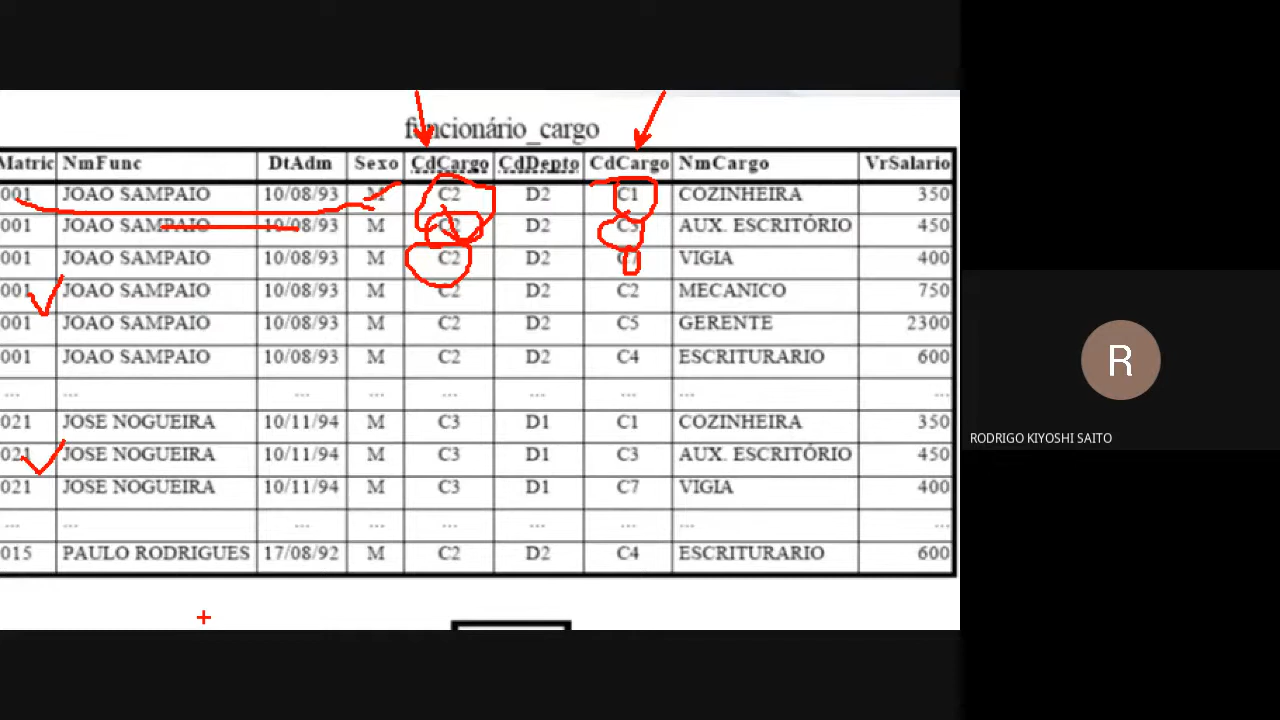 funcionário_cargo
Matric NmFunc DtAdm Sexo CdCargo CdDepto CdCargo NmCargo VrSalario
001 JOAO SAMPAIO 10/08/93 M C2 D2 C1 COZINHEIRA 350
001 JOAO SAMPAIO 10/08/93 M C2 D2 C3 AUX. ESCRITÓRIO 450
001 JOAO SAMPAIO 10/08/93 M C2 D2 C7 VIGIA 400
001 JOAO SAMPAIO 10/08/93 M C2 D2 C2 MECANICO 750
001 JOAO SAMPAIO 10/08/93 M C2 D2 C5 GERENTE 2300
001 JOAO SAMPAIO 10/08/93 M C2 D2 C4 ESCRITURARIO 600
... ... ... ... ... ... ... ... ...
021 JOSE NOGUEIRA 10/11/94 M C3 D1 C1 COZINHEIRA 350
021 JOSE NOGUEIRA 10/11/94 M C3 D1 C3 AUX. ESCRITÓRIO 450
021 JOSE NOGUEIRA 10/11/94 M C3 D1 C7 VIGIA 400
... ... ... ... ... ... ... ... ...
015 PAULO RODRIGUES 17/08/92 M C2 D2 C4 ESCRITURARIO 600
R
RODRIGO KIYOSHI SAITO